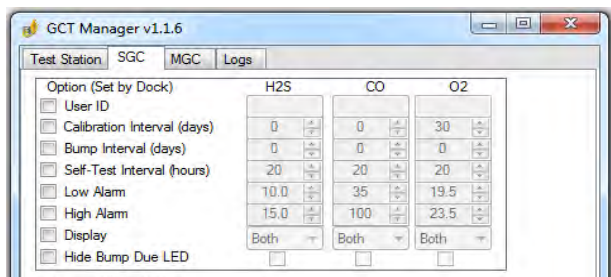 GCT Manager v1.1.6
Test Station SGC MGC Logs
Option (Set by Dock) H2S CO O2
User ID
Calibration Interval (days) 0 0 30
Bump Interval (days) 0 0 0
Self-Test Interval (hours) 20 20 20
Low Alarm 10.0 35 19.5
High Alarm 15.0 100 23.5
Display Both Both Both
Hide Bump Due LED